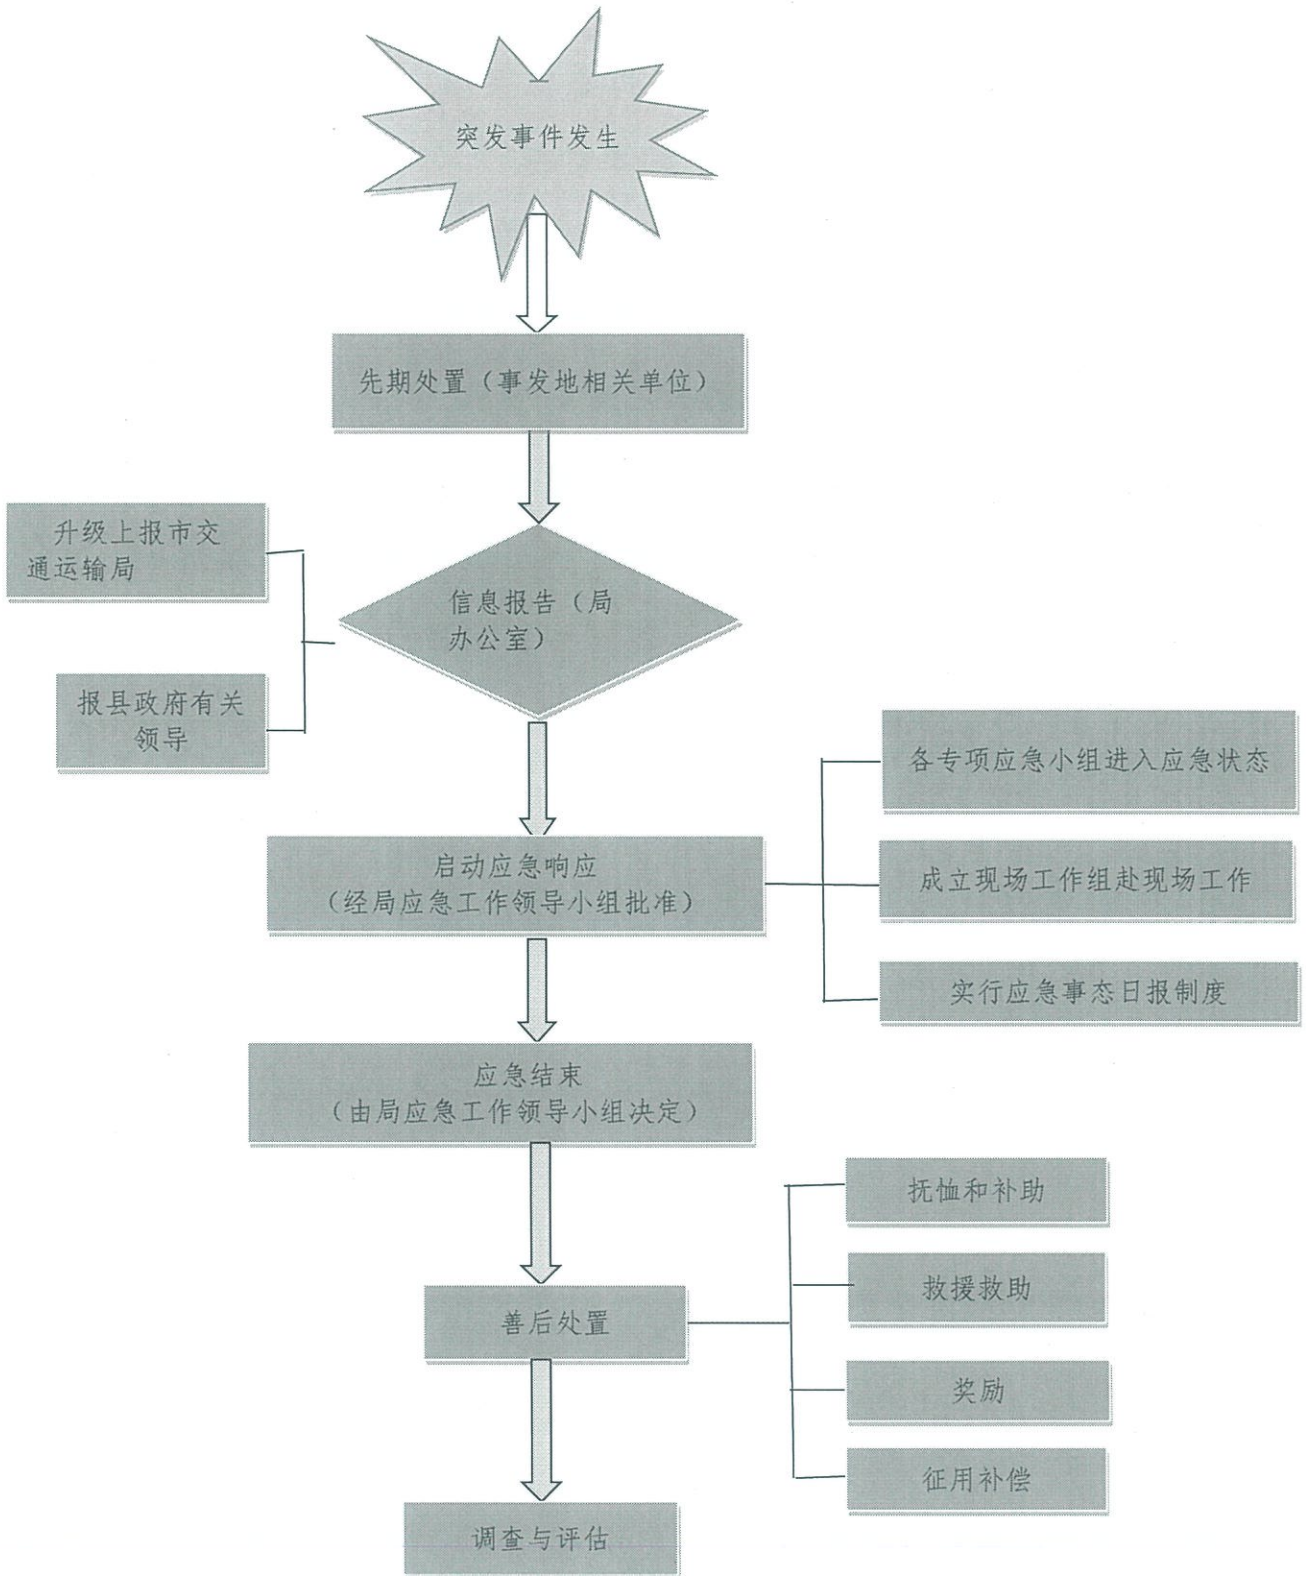 突发事件发生
先期处置（事发地相关单位）
升级上报市交
通运输局
信息报告（局
办公室）
报县政府有关
领导
各专项应急小组进入应急状态
启动应急响应
（经局应急工作领导小组批准）
成立现场工作组赴现场工作
实行应急事态日报制度
应急结束
（由局应急工作领导小组决定）
抚恤和补助
救援救助
善后处置
奖励
征用补偿
调查与评估